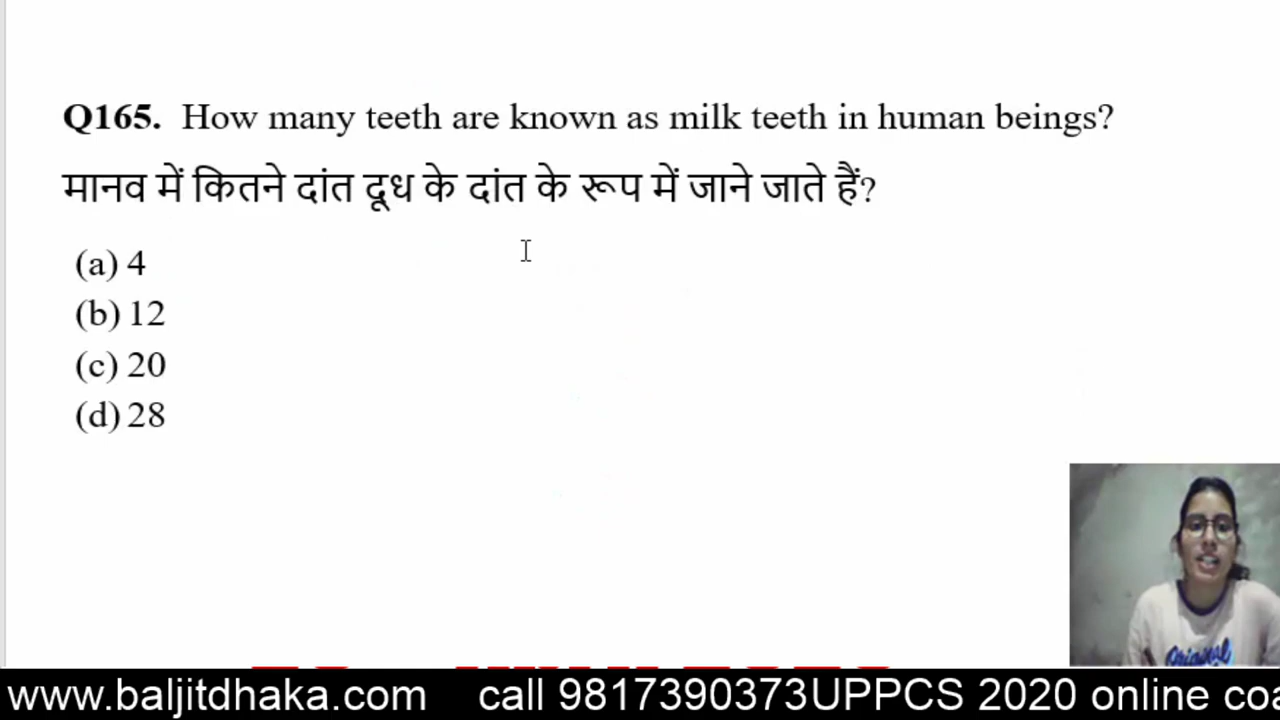 Q165. How many teeth are known as milk teeth in human beings?
मानव में कितने दांत दूध के दांत के रूप में जाने जाते हैं?
(a) 4
(b) 12
(c) 20
(d) 28
www.baljitdhaka.com call 9817390373UPPCS 2020 online coa